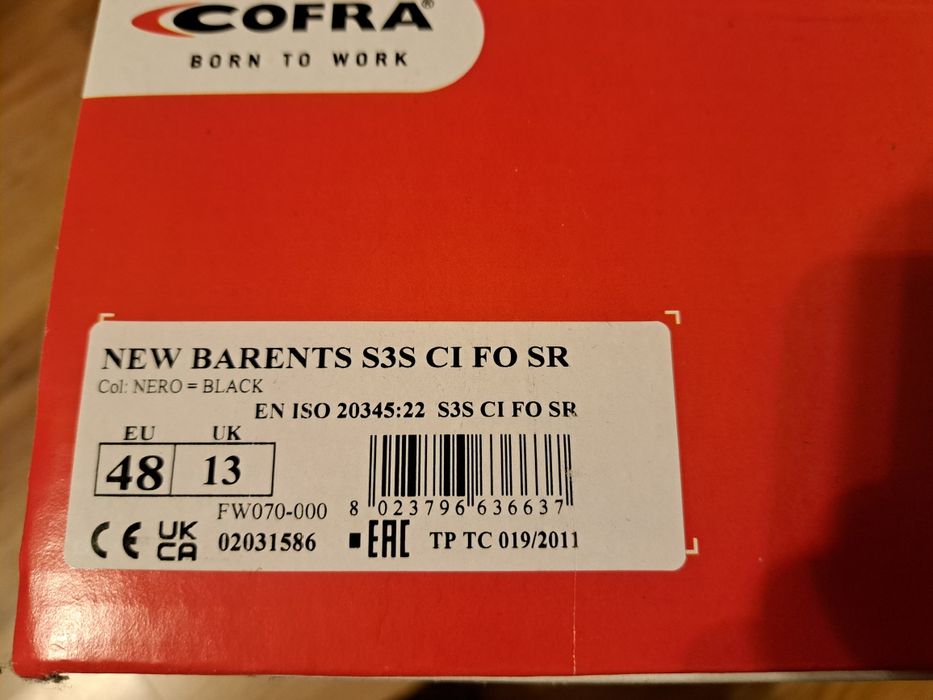 COFRA®
BORN TO WORK
NEW BARENTS S3S CI FO SR
Col: NERO = BLACK
EN ISO 20345:22 S3S CI FO SR
EU UK
48 13
FW070-000
8 023796 636637
CE UK CA 02031586 EAC TP TC 019/2011